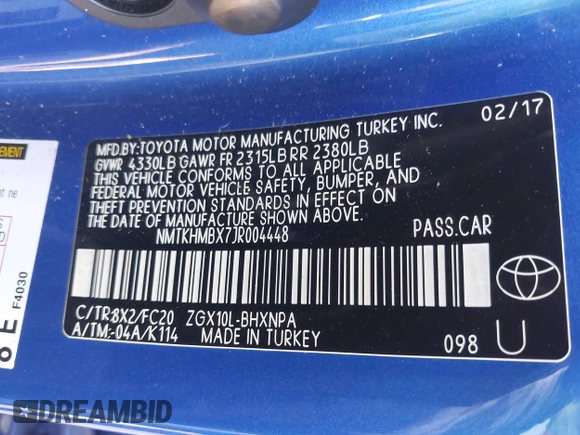 MFD.BY:TOYOTA MOTOR MANUFACTURING TURKEY INC. 02/17
GVWR 4330LB GAWR FR 2315LB RR 2380LB
THIS VEHICLE CONFORMS TO ALL APPLICABLE
FEDERAL MOTOR VEHICLE SAFETY, BUMPER, AND
THEFT PREVENTION STANDARDS IN EFFECT ON
THE DATE OF MANUFACTURE SHOWN ABOVE.
NMTKHMBX7JR004448 PASS.CAR
C/TR:8X2/FC20 ZGX10L-BHXNPA
A/TM:-04A/K114 MADE IN TURKEY 098 U
F4030
E
DREAMBID